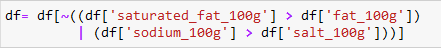 df= df[~((df['saturated_fat_100g'] > df['fat_100g'])
| (df['sodium_100g'] > df['salt_100g']))]